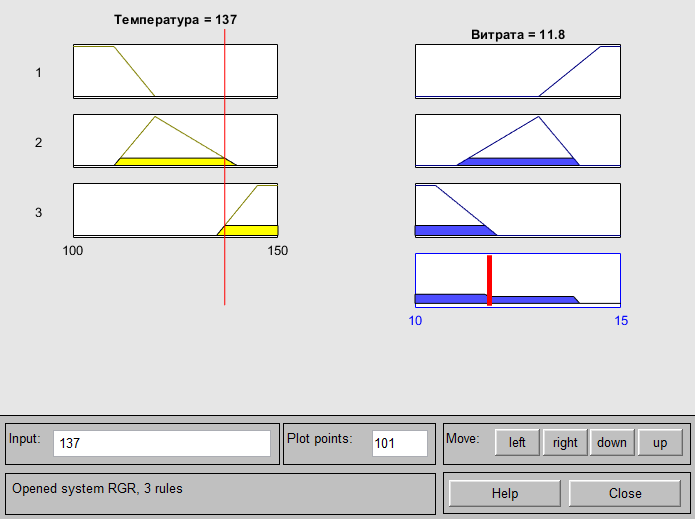 Температура = 137
Витрата = 11.8
1
2
3
100 150
10 15
Input: 137
Plot points: 101
Move: left right down up
Opened system RGR, 3 rules
Help Close